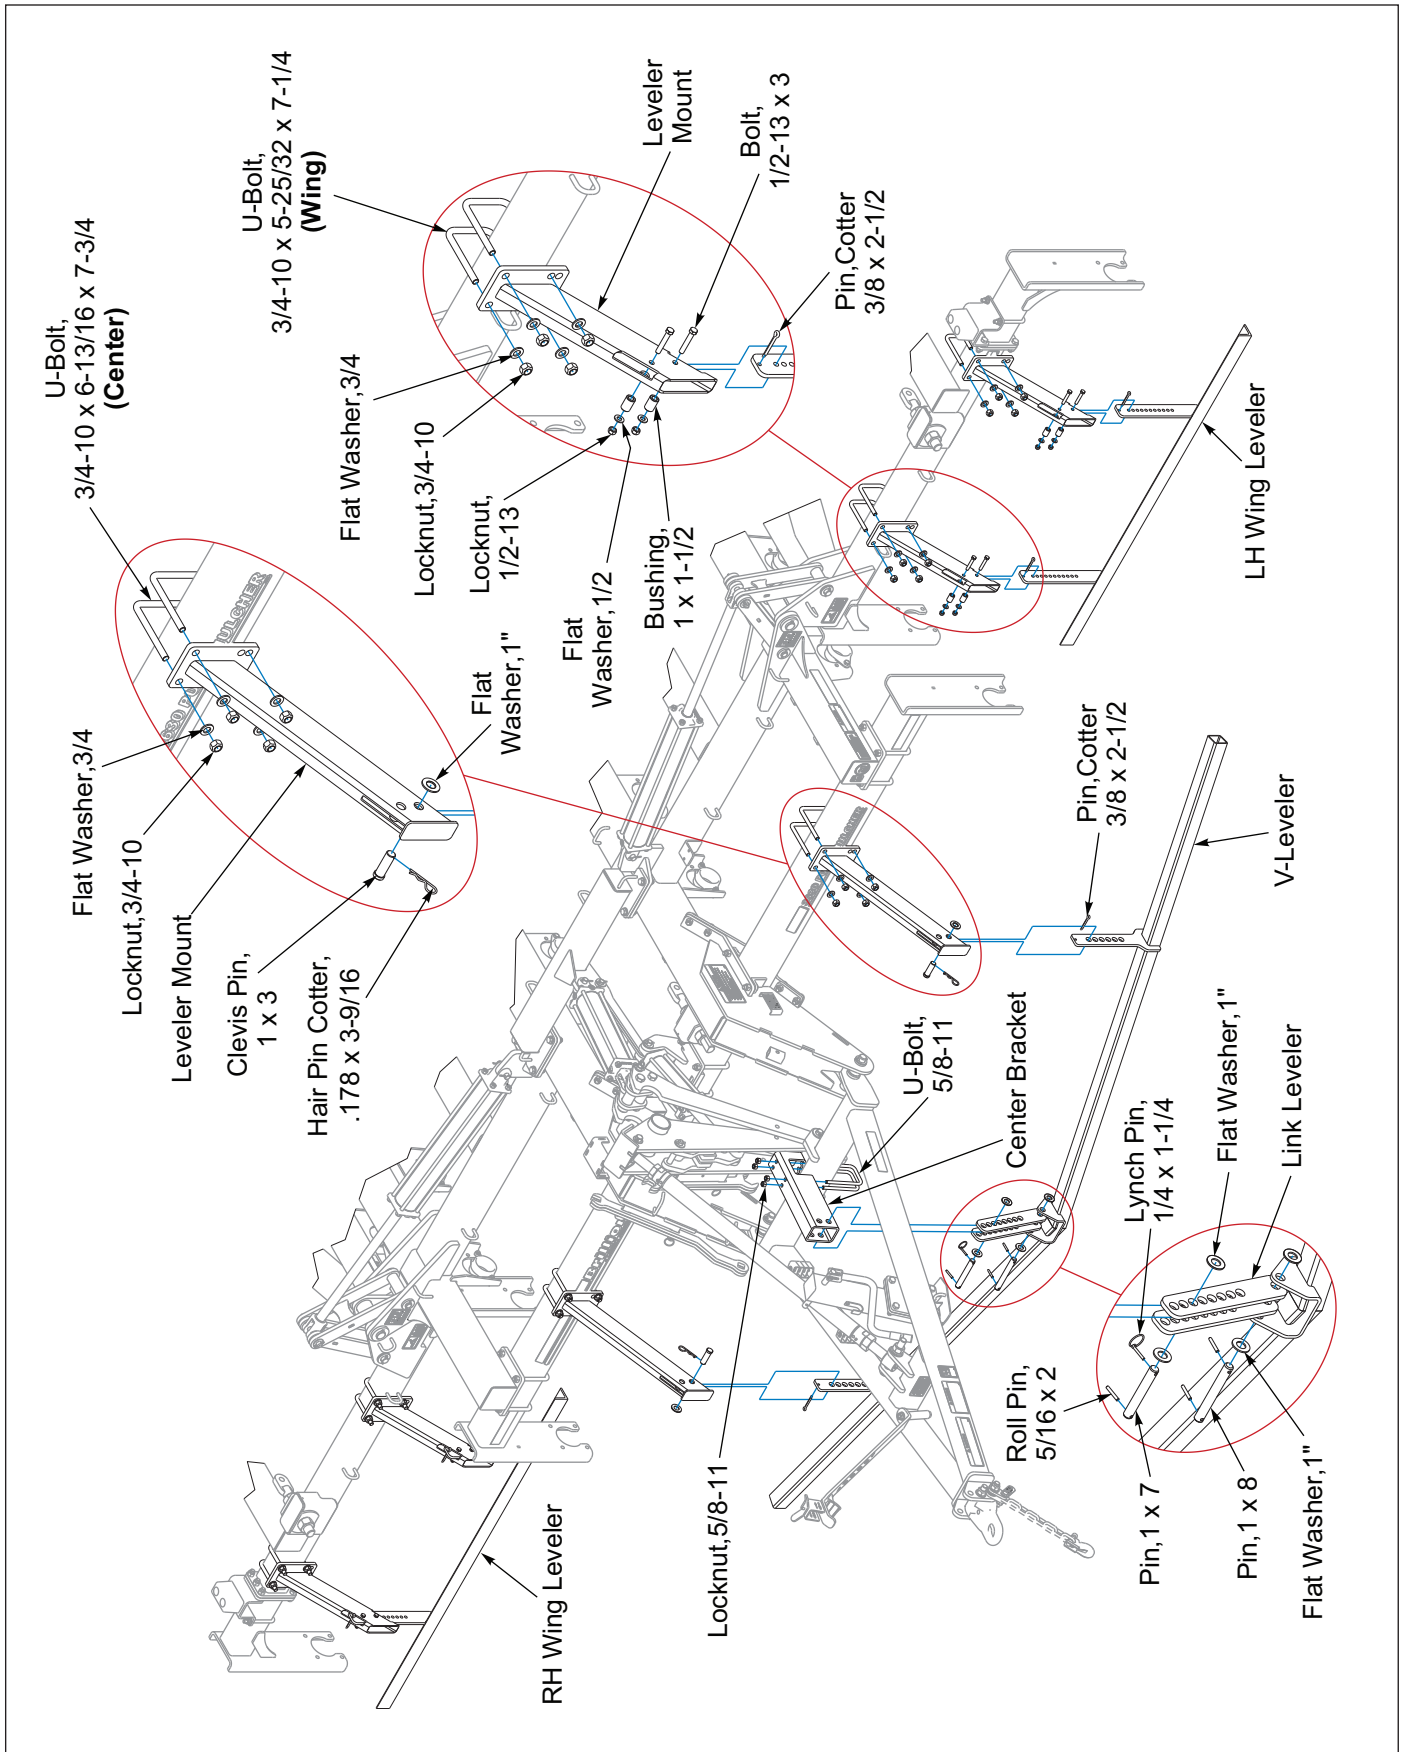 U-Bolt,
3/4-10 x 6-13/16 x 7-3/4
(Center)
U-Bolt,
3/4-10 x 5-25/32 x 7-1/4
(Wing)
Flat Washer,3/4
Locknut,3/4-10
Leveler Mount
Clevis Pin,
1 x 3
Hair Pin Cotter,
.178 x 3-9/16
Flat
Washer,1"
ULCHER
Flat Washer,3/4
Locknut,3/4-10
Locknut,
1/2-13
Flat
Washer,1/2
Bushing,
1 x 1-1/2
Leveler
Mount
Bolt,
1/2-13 x 3
Pin,Cotter
3/8 x 2-1/2
RH Wing Leveler
Brillion
Locknut,5/8-11
U-Bolt,
5/8-11
Center Bracket
Pin,Cotter
3/8 x 2-1/2
LH Wing Leveler
V-Leveler
Roll Pin,
5/16 x 2
Lynch Pin,
1/4 x 1-1/4
Pin,1 x 7
Flat Washer,1"
Pin,1 x 8
Link Leveler
Flat Washer,1"